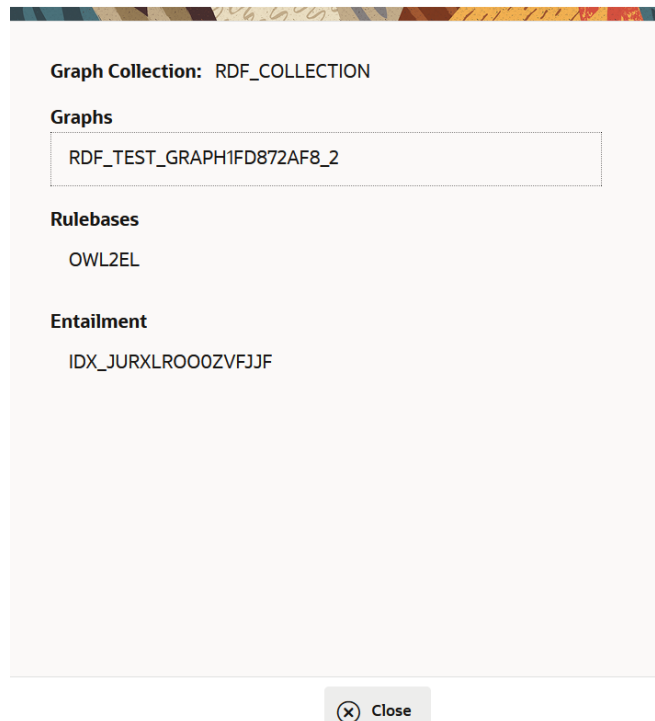 Graph Collection: RDF_COLLECTION
Graphs
RDF_TEST_GRAPH1FD872AF8_2
Rulebases
OWL2EL
Entailment
IDX_JURXLROO0ZVFJJF
Close